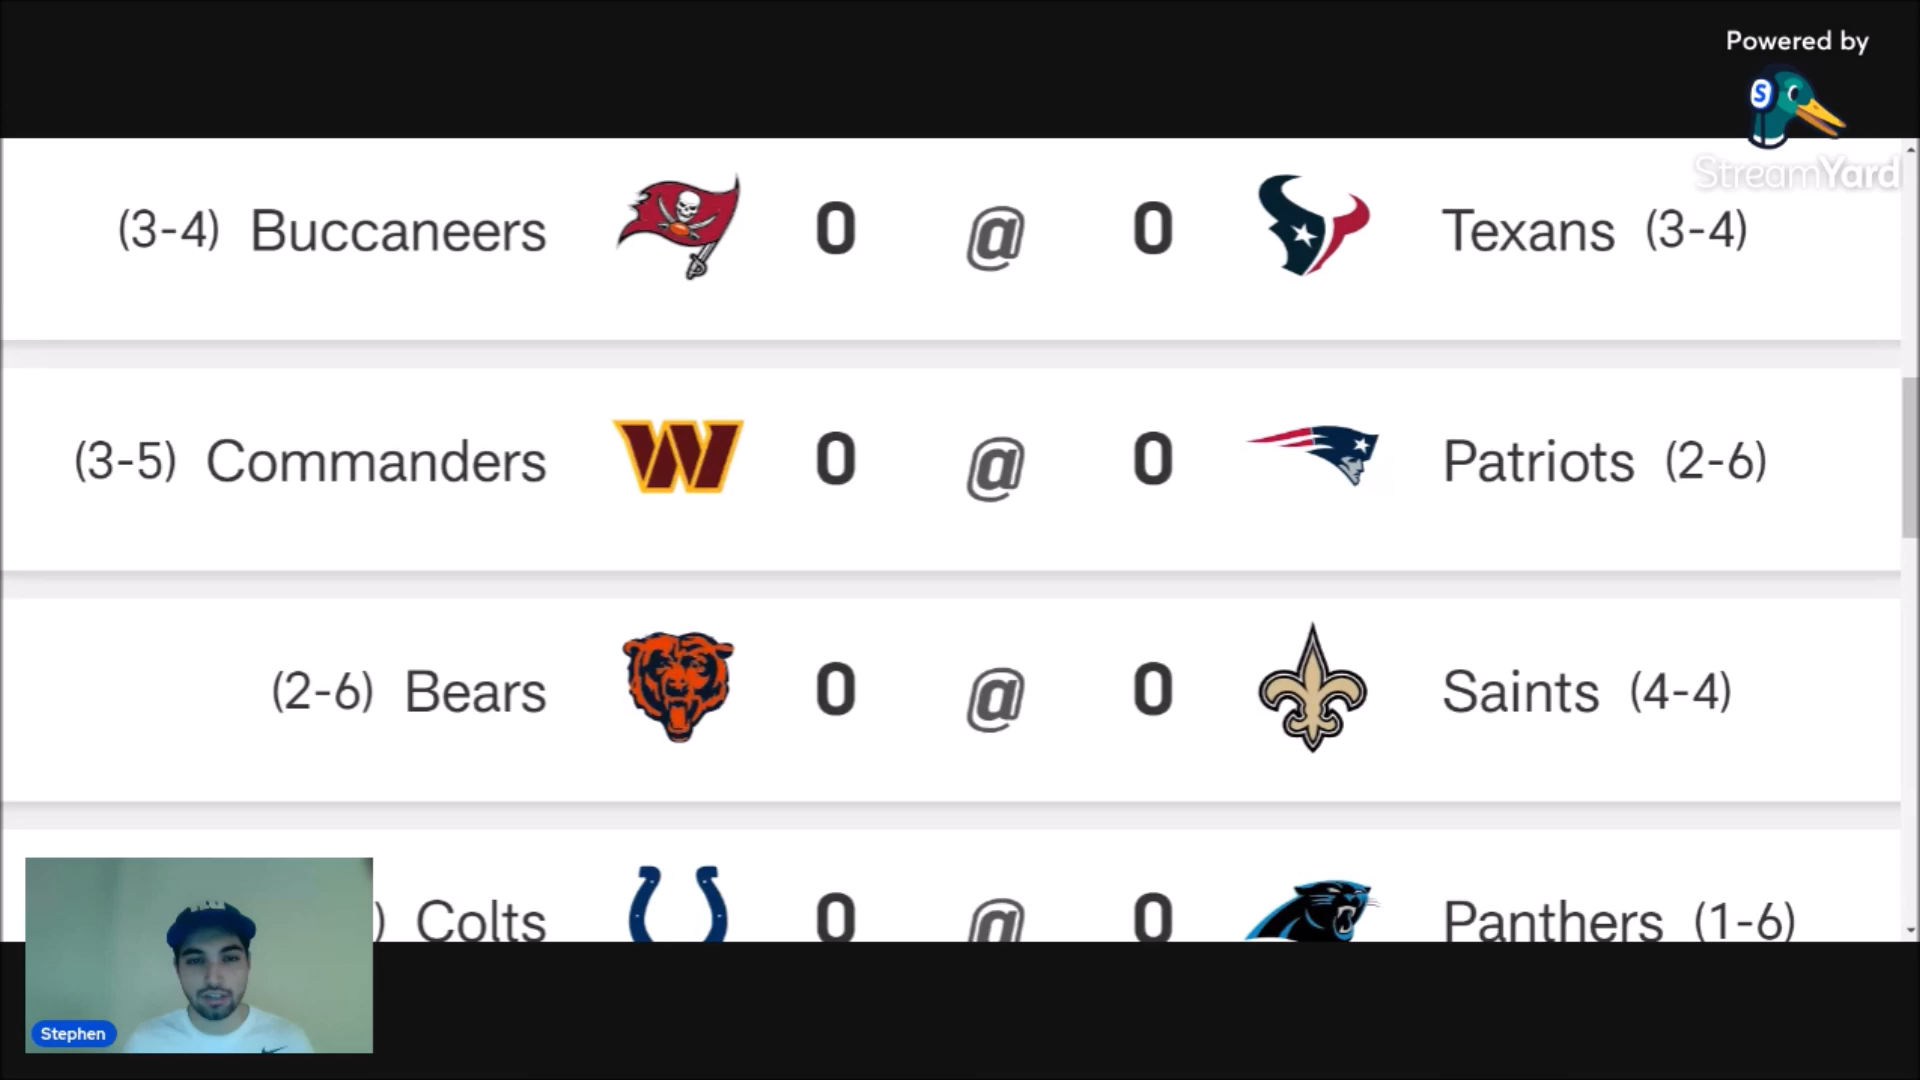 Powered by
StreamYard
(3-4) Buccaneers 0 @ 0 Texans (3-4)
(3-5) Commanders 0 @ 0 Patriots (2-6)
(2-6) Bears 0 @ 0 Saints (4-4)
) Colts 0 @ 0 Panthers (1-6)
Stephen